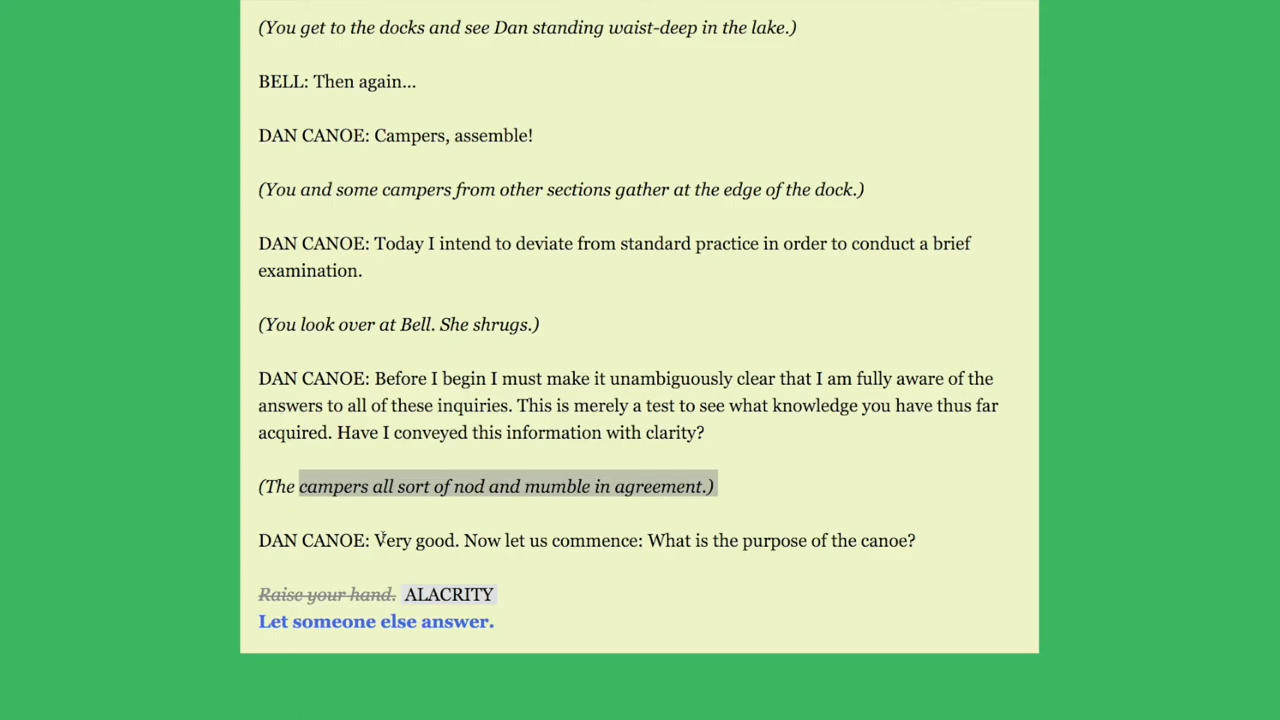 (You get to the docks and see Dan standing waist-deep in the lake.)
BELL: Then again...
DAN CANOE: Campers, assemble!
(You and some campers from other sections gather at the edge of the dock.)
DAN CANOE: Today I intend to deviate from standard practice in order to conduct a brief
examination.
(You look over at Bell. She shrugs.)
DAN CANOE: Before I begin I must make it unambiguously clear that I am fully aware of the
answers to all of these inquiries. This is merely a test to see what knowledge you have thus far
acquired. Have I conveyed this information with clarity?
(The campers all sort of nod and mumble in agreement.)
DAN CANOE: Very good. Now let us commence: What is the purpose of the canoe?
Raise your hand. ALACRITY
Let someone else answer.